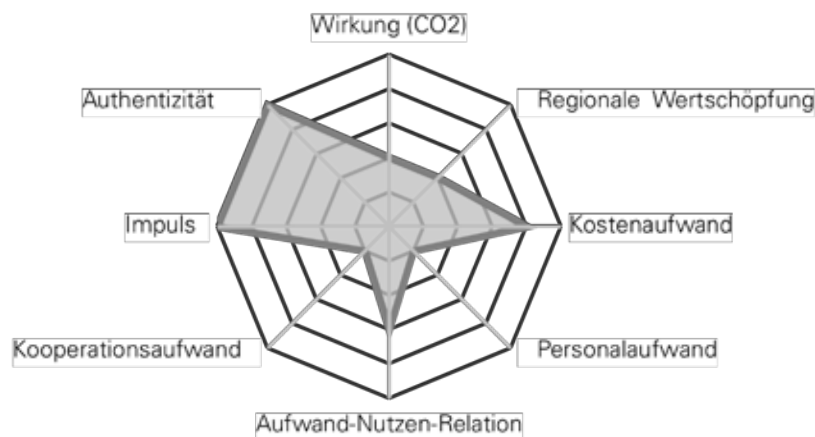 Wirkung (CO2)
Authentizität
Regionale Wertschöpfung
Impuls
Kostenaufwand
Kooperationsaufwand
Personalaufwand
Aufwand-Nutzen-Relation